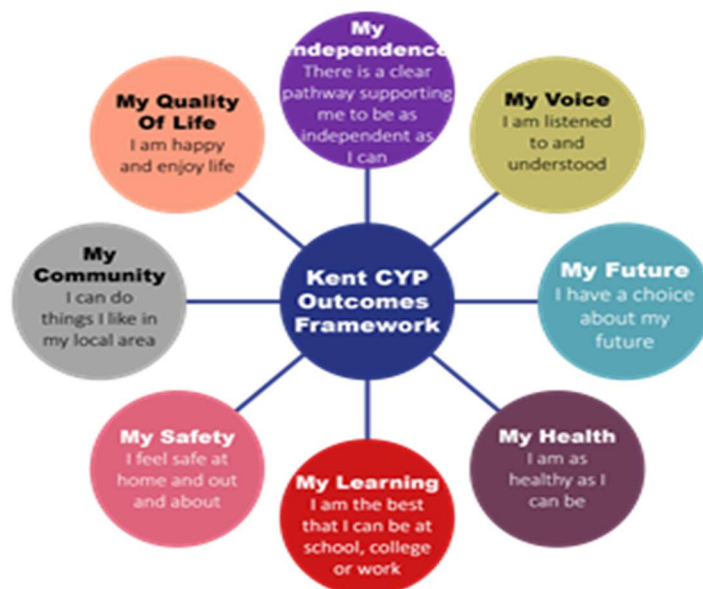 My
Independence
There is a clear
pathway supporting
me to be as
independent as
I can
My Voice
I am listened
to and
understood
My Future
I have a choice
about my
future
My Health
I am as
healthy as I
can be
My Learning
I am the best
that I can be at
school, college
or work
My Safety
I feel safe at
home and out
and about
My
Community
I can do
things I like in
my local area
My Quality
Of Life
I am happy
and enjoy life
Kent CYP
Outcomes
Framework